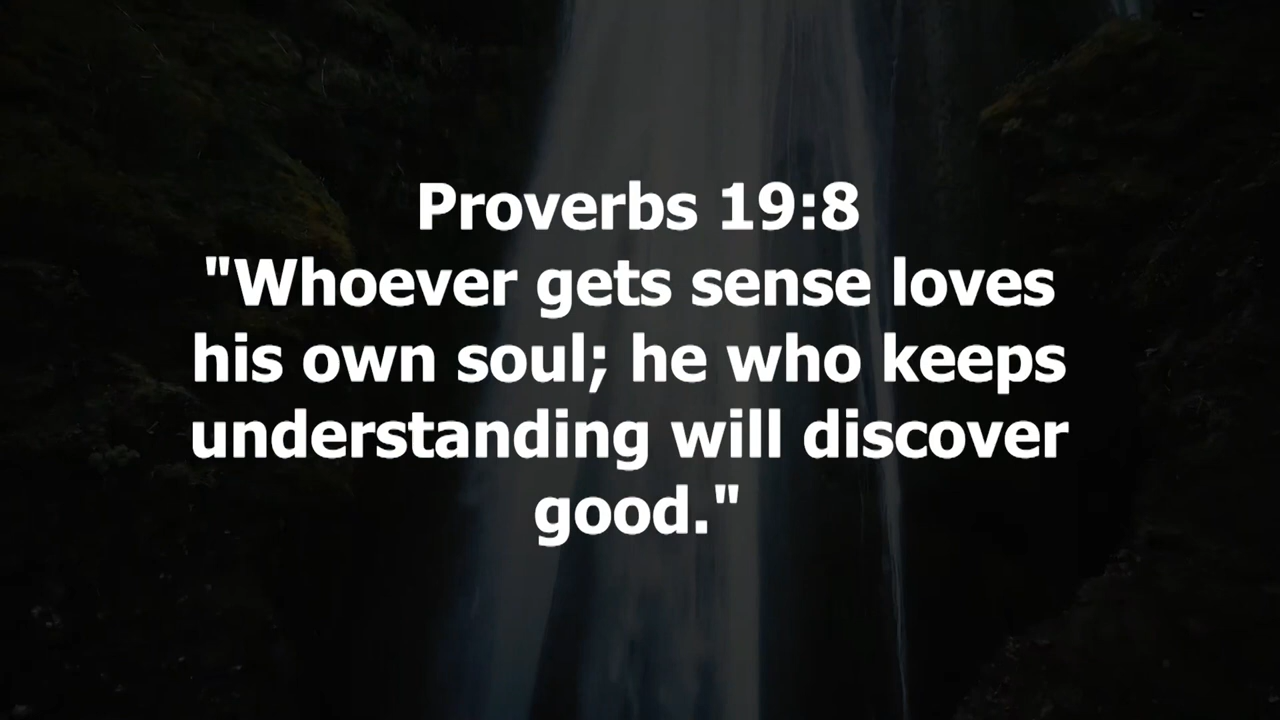 Proverbs 19:8
"Whoever gets sense loves
his own soul; he who keeps
understanding will discover
good."